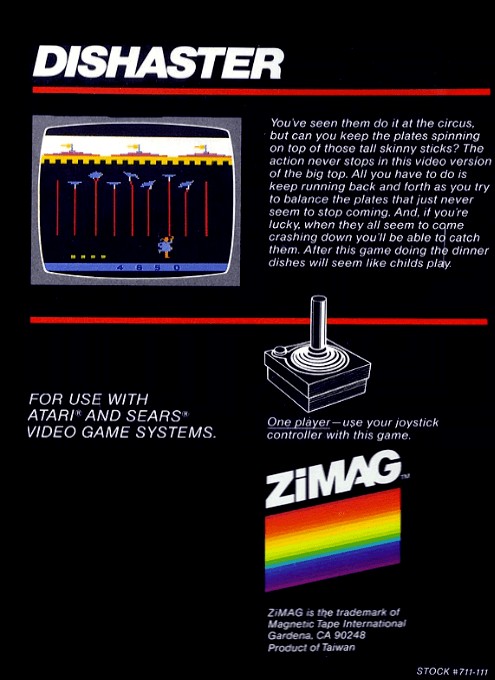 DISHASTER
You've seen them do it at the circus,
but can you keep the plates spinning
on top of those tall skinny sticks? The
action never stops in this video version
of the big top. All you have to do is
keep running back and forth as you try
to balance the plates that just never
seem to stop coming. And, if you're
lucky, when they all seem to come
crashing down you'll be able to catch
them. After this game doing the dinner
dishes will seem like childs play.
4890
FOR USE WITH
ATARI® AND SEARS®
VIDEO GAME SYSTEMS.
One player—use your joystick
controller with this game.
ZiMAG™
ZiMAG is the trademark of
Magnetic Tape International
Gardena, CA 90248
Product of Taiwan
STOCK #711-111